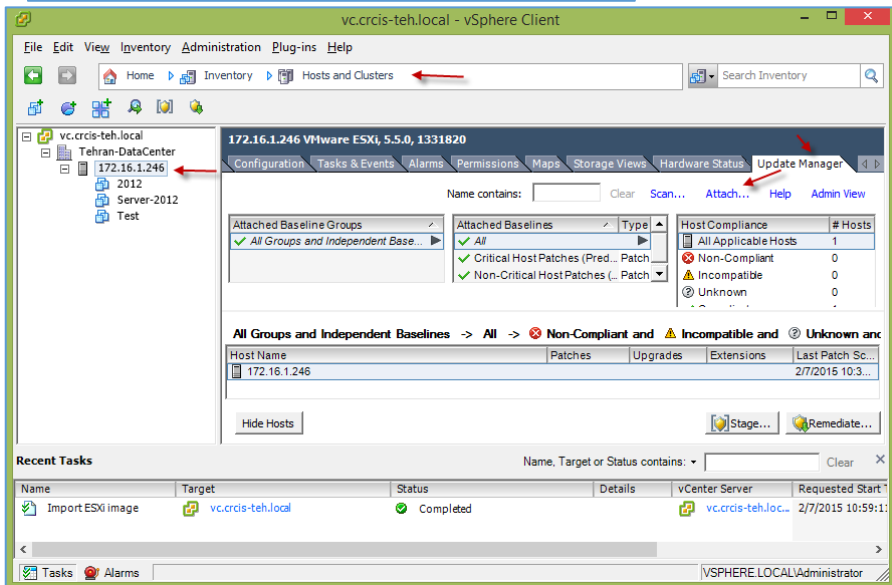 vc.crcis-teh.local - vSphere Client
File Edit View Inventory Administration Plug-ins Help
Home Inventory Hosts and Clusters
Search Inventory
vc.crcis-teh.local
Tehran-DataCenter
172.16.1.246
2012
Server-2012
Test
172.16.1.246 VMware ESXi, 5.5.0, 1331820
Configuration Tasks & Events Alarms Permissions Maps Storage Views Hardware Status Update Manager
Name contains: Clear Scan... Attach... Help Admin View
Attached Baseline Groups
All Groups and Independent Base...
Attached Baselines Type
All
Critical Host Patches (Pred... Patch
Non-Critical Host Patches (... Patch
Host Compliance # Hosts
All Applicable Hosts 1
Non-Compliant 0
Incompatible 0
Unknown 0
All Groups and Independent Baselines -> All -> Non-Compliant and Incompatible and Unknown and
Host Name Patches Upgrades Extensions Last Patch Sc...
172.16.1.246 2/7/2015 10:3...
Hide Hosts Stage... Remediate...
Recent Tasks Name, Target or Status contains: Clear
Name Target Status Details vCenter Server Requested Start
Import ESXi image vc.crcis-teh.local Completed vc.crcis-teh.loc... 2/7/2015 10:59:1
Tasks Alarms VSPHERE.LOCAL\Administrator